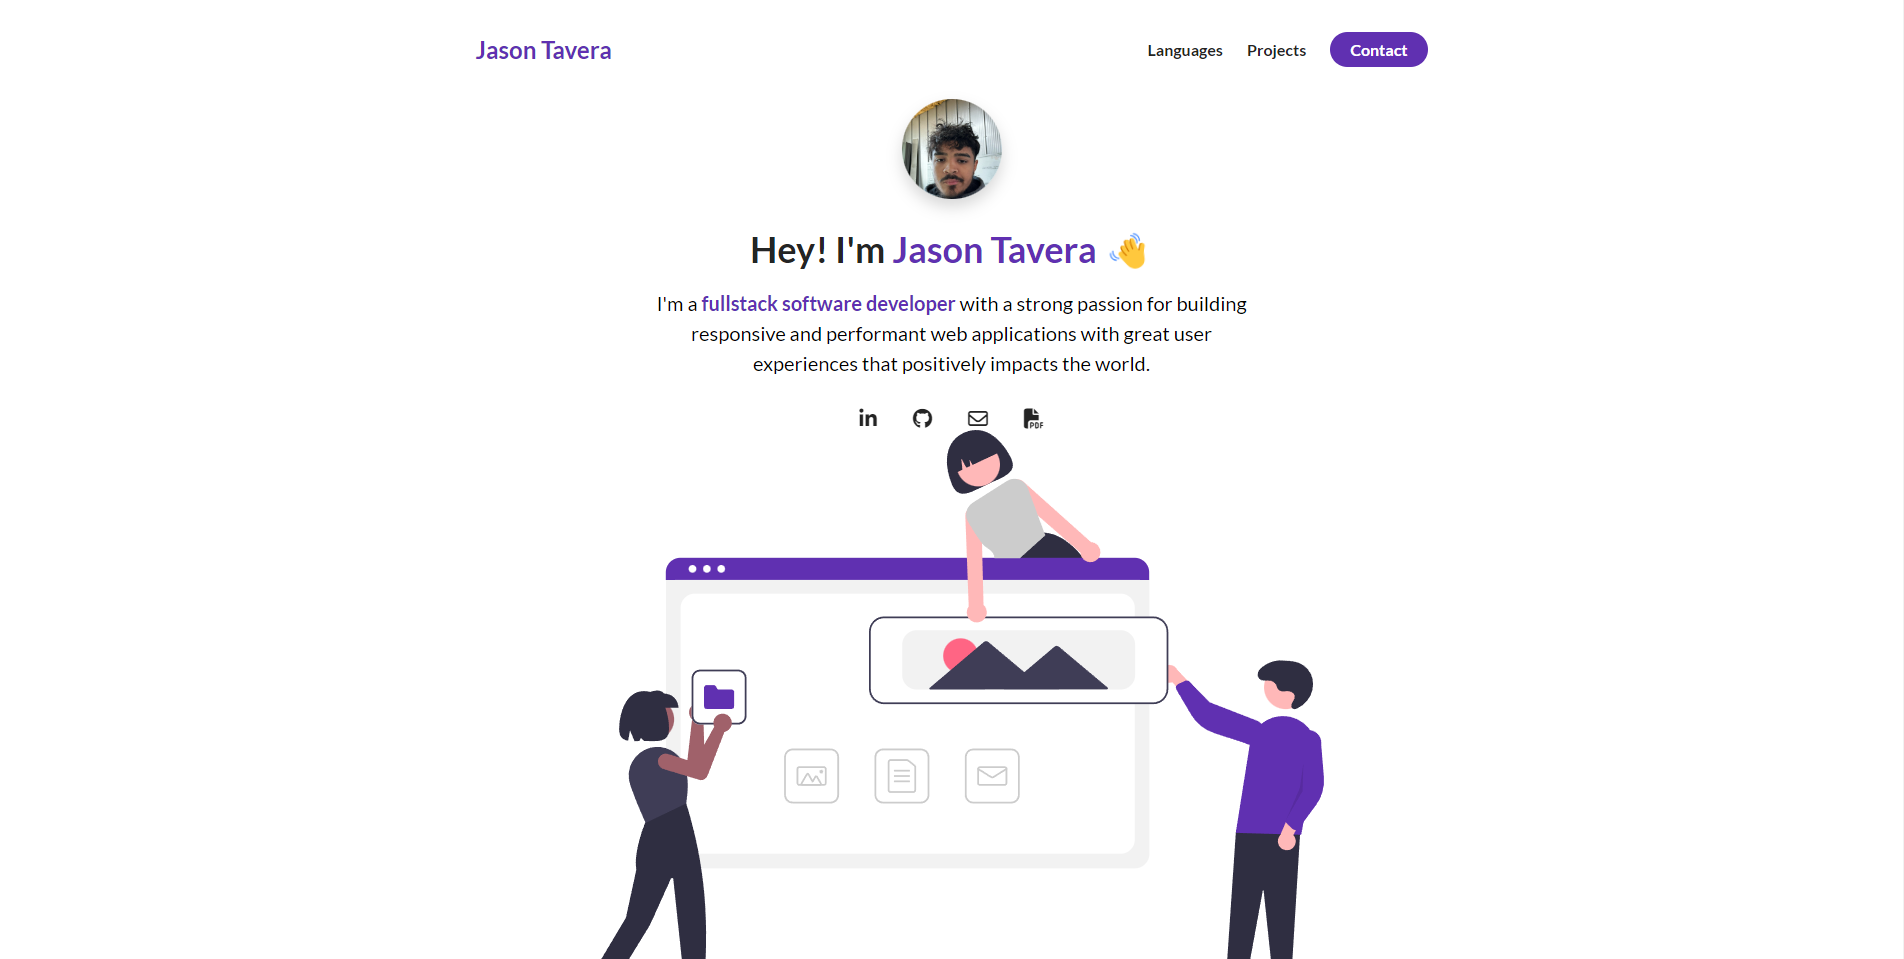 Jason Tavera
Languages Projects Contact
Hey! I'm Jason Tavera 👋
I'm a fullstack software developer with a strong passion for building
responsive and performant web applications with great user
experiences that positively impacts the world.
in
PDF